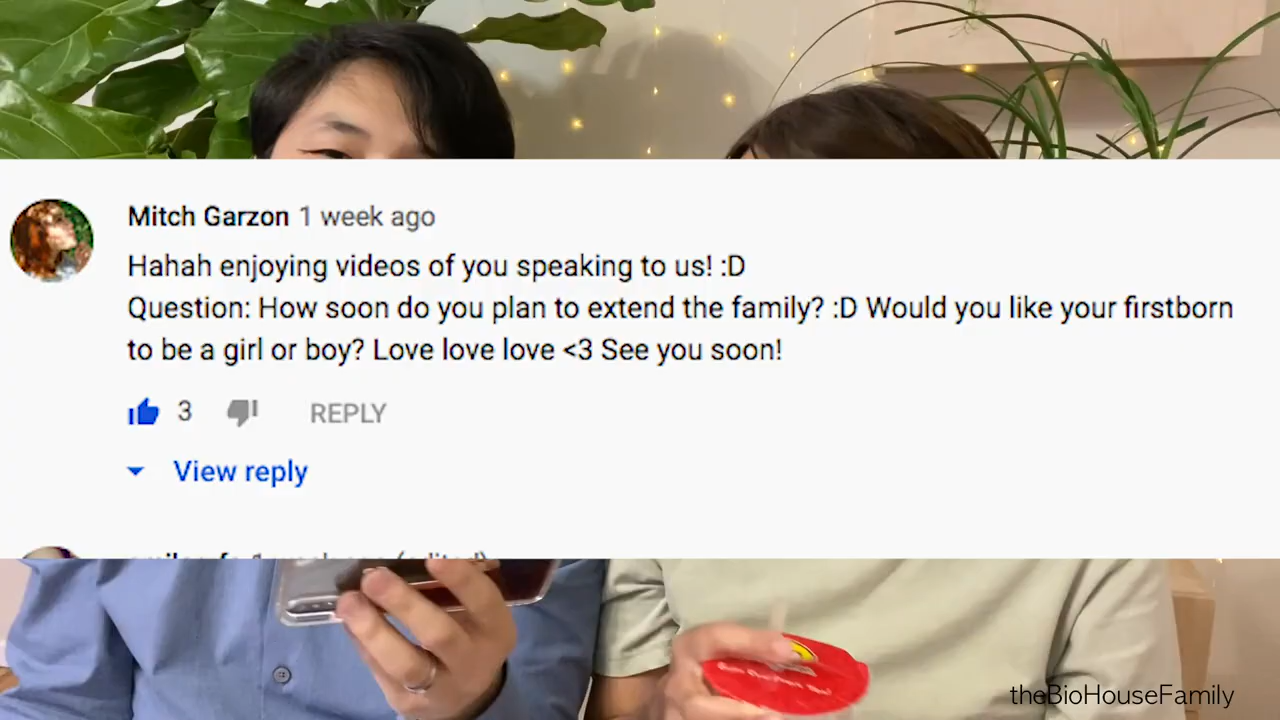 Mitch Garzon 1 week ago
Hahah enjoying videos of you speaking to us! :D
Question: How soon do you plan to extend the family? :D Would you like your firstborn
to be a girl or boy? Love love love <3 See you soon!
3 REPLY
View reply
theBioHouseFamily